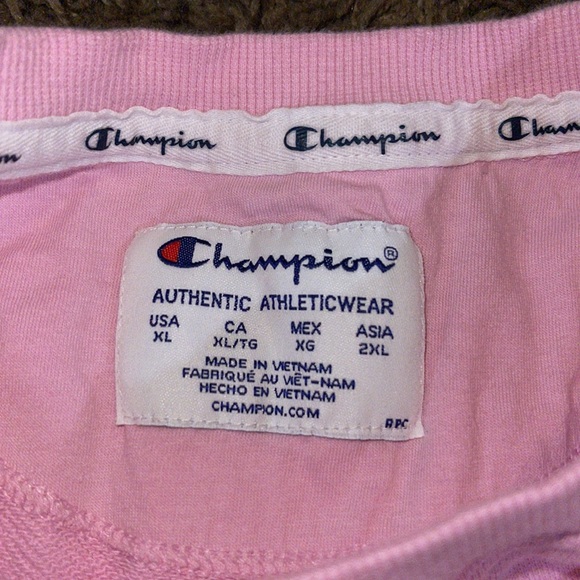 Champion Champion Cham
Champion®
AUTHENTIC ATHLETICWEAR
USA CA MEX ASIA
XL XL/TG XG 2XL
MADE IN VIETNAM
FABRIQUÉ AU VIÊT-NAM
HECHO EN VIETNAM
CHAMPION.COM
RPC